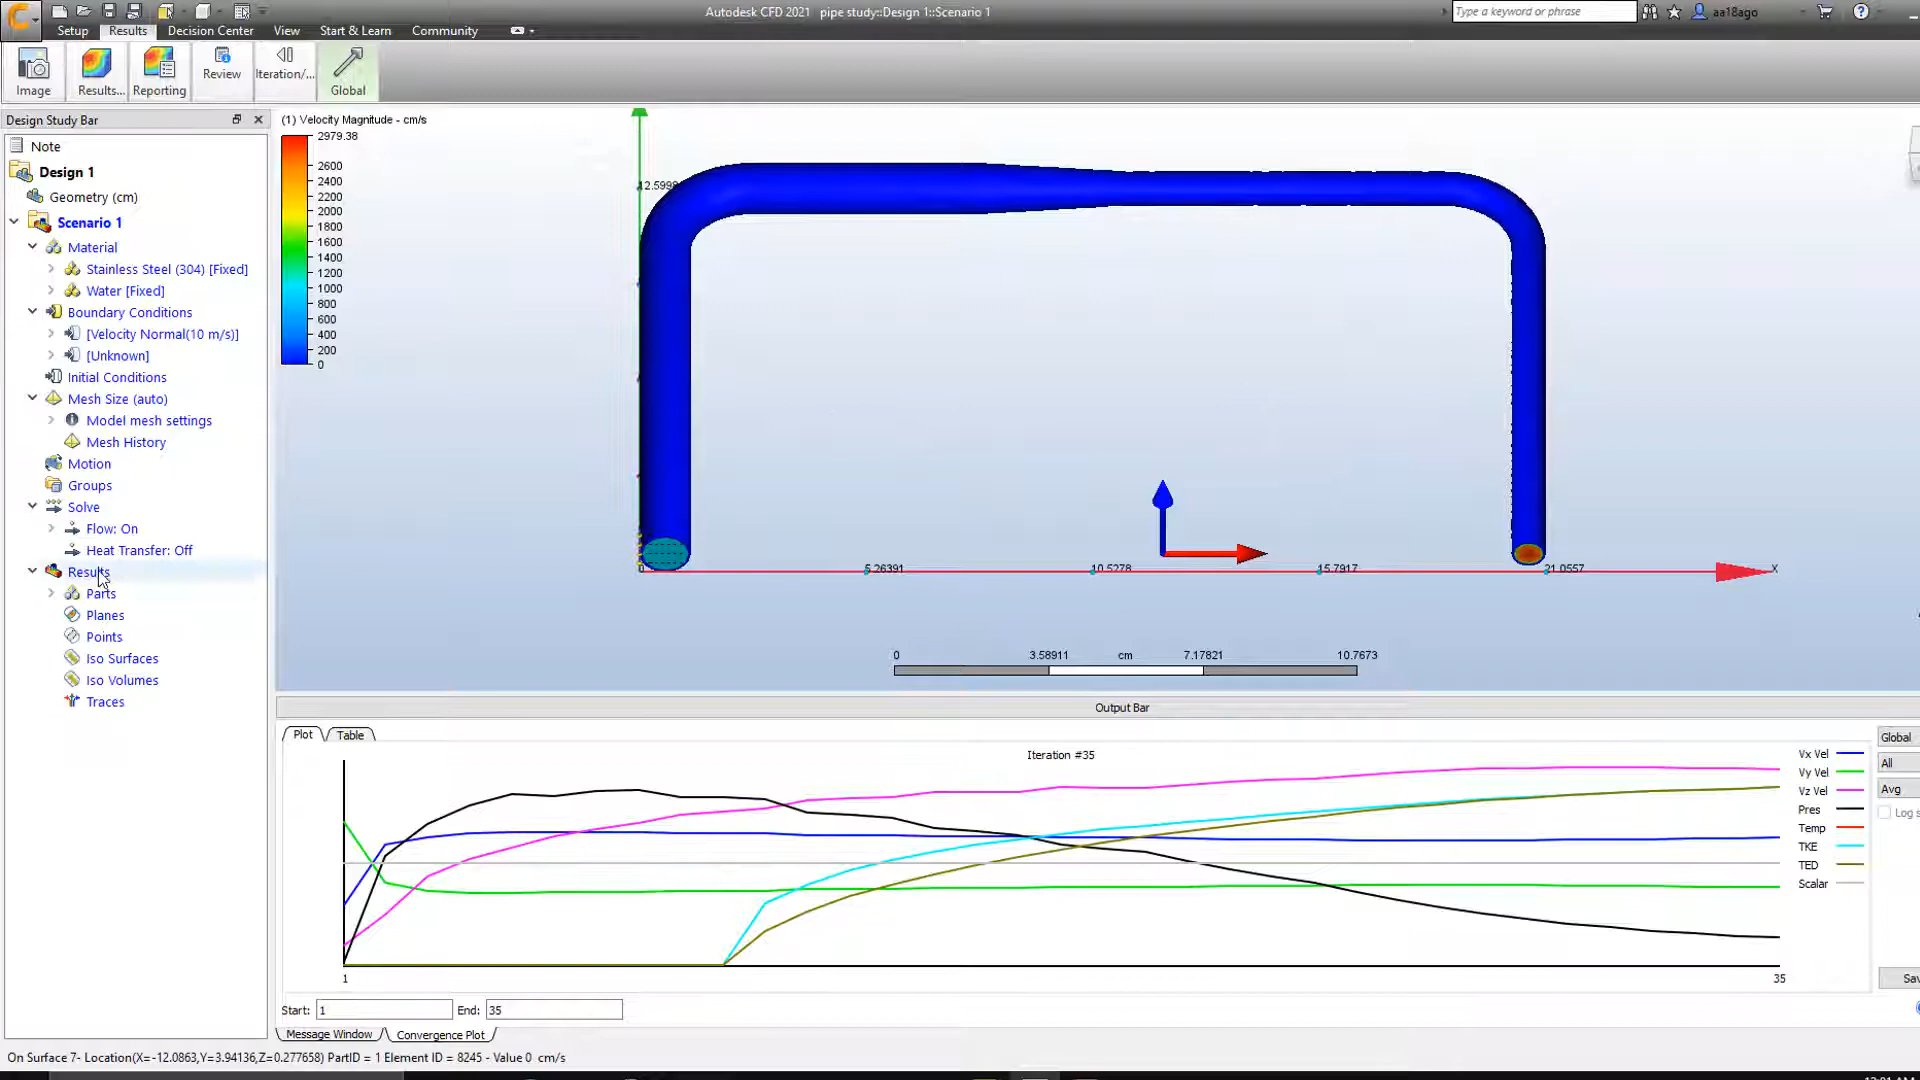 Autodesk CFD 2021   pipe study::Design 1::Scenario 1
Type a keyword or phrase
aa18ago
Setup
Results
Decision Center
View
Start & Learn
Community
Image
Results...
Reporting
Review
Iteration/...
Global
Design Study Bar
Note
Design 1
Geometry (cm)
Scenario 1
Material
Stainless Steel (304) [Fixed]
Water [Fixed]
Boundary Conditions
[Velocity Normal(10 m/s)]
[Unknown]
Initial Conditions
Mesh Size (auto)
Model mesh settings
Mesh History
Motion
Groups
Solve
Flow: On
Heat Transfer: Off
Results
Parts
Planes
Points
Iso Surfaces
Iso Volumes
Traces
(1) Velocity Magnitude - cm/s
2979.38
2600
2400
2200
2000
1800
1600
1400
1200
1000
800
600
400
200
0
5.26391
10.5278
15.7917
21.0557
X
0
3.58911
cm
7.17821
10.7673
Output Bar
Plot
Table
Iteration #35
Vx Vel
Vy Vel
Vz Vel
Pres
Temp
TKE
TED
Scalar
Global
All
Avg
1
35
Start: 1
End: 35
Message Window
Convergence Plot
On Surface 7- Location(X=-12.0863,Y=3.94136,Z=0.277658) PartID = 1 Element ID = 8245 - Value 0 cm/s